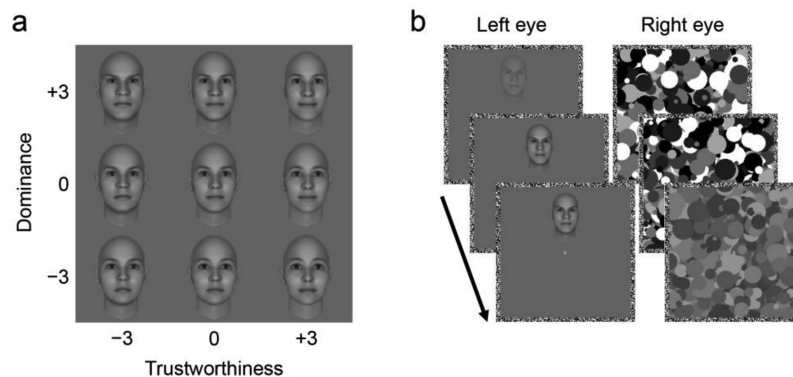 a
b
Left eye
Right eye
+3
0
−3
Dominance
−3 0 +3
Trustworthiness